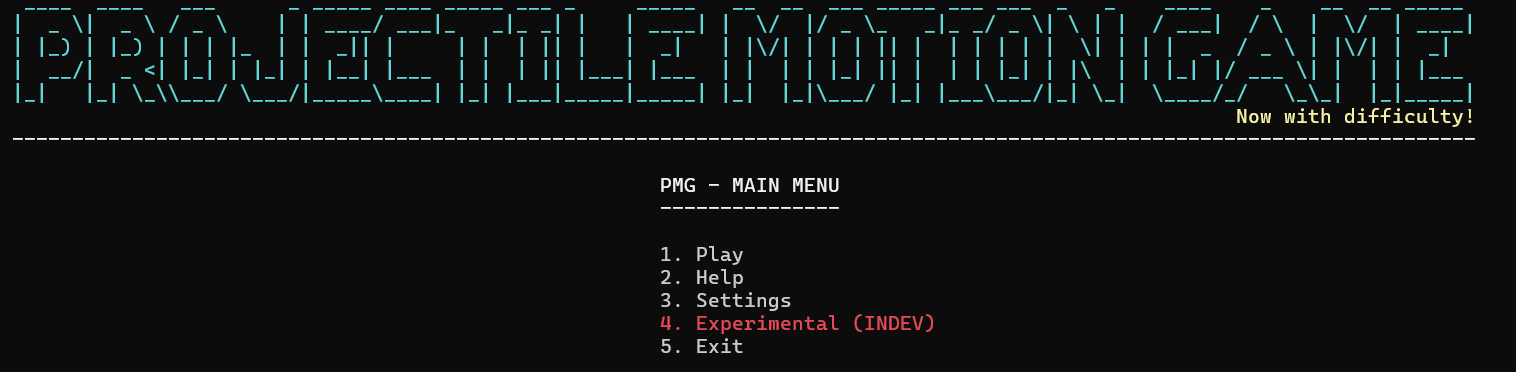 PROJECTILE MOTION GAME
Now with difficulty!
PMG - MAIN MENU
1. Play
2. Help
3. Settings
4. Experimental (INDEV)
5. Exit